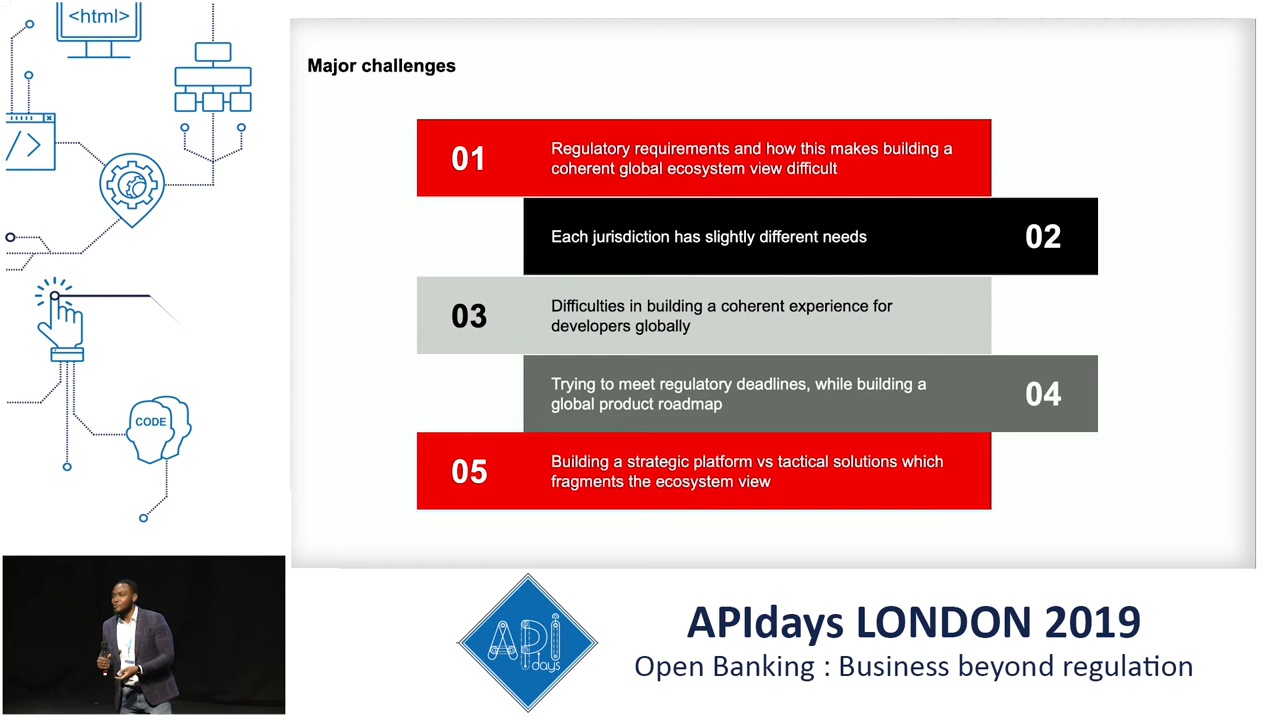 <html>
</>
CODE
Major challenges
01
Regulatory requirements and how this makes building a
coherent global ecosystem view difficult
Each jurisdiction has slightly different needs
02
03
Difficulties in building a coherent experience for
developers globally
Trying to meet regulatory deadlines, while building a
global product roadmap
04
05
Building a strategic platform vs tactical solutions which
fragments the ecosystem view
API
days
APIdays LONDON 2019
Open Banking : Business beyond regulation